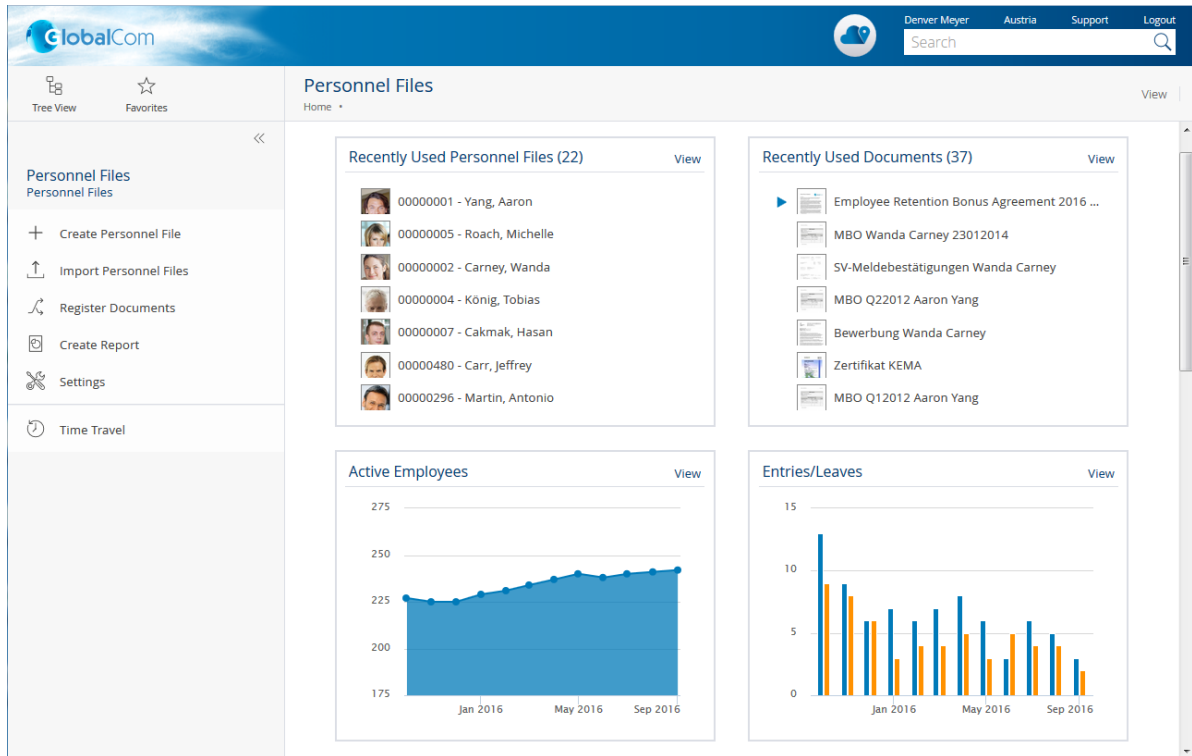 GlobalCom
Denver Meyer Austria Support Logout
Search
Tree View Favorites
Personnel Files
Home •
View
Personnel Files
Personnel Files
Create Personnel File
Import Personnel Files
Register Documents
Create Report
Settings
Time Travel
Recently Used Personnel Files (22) View
00000001 - Yang, Aaron
00000005 - Roach, Michelle
00000002 - Carney, Wanda
00000004 - König, Tobias
00000007 - Cakmak, Hasan
00000480 - Carr, Jeffrey
00000296 - Martin, Antonio
Recently Used Documents (37) View
Employee Retention Bonus Agreement 2016 ...
MBO Wanda Carney 23012014
SV-Meldebestätigungen Wanda Carney
MBO Q22012 Aaron Yang
Bewerbung Wanda Carney
Zertifikat KEMA
MBO Q12012 Aaron Yang
Active Employees View
275
250
225
200
175
Jan 2016 May 2016 Sep 2016
Entries/Leaves View
15
10
5
0
Jan 2016 May 2016 Sep 2016